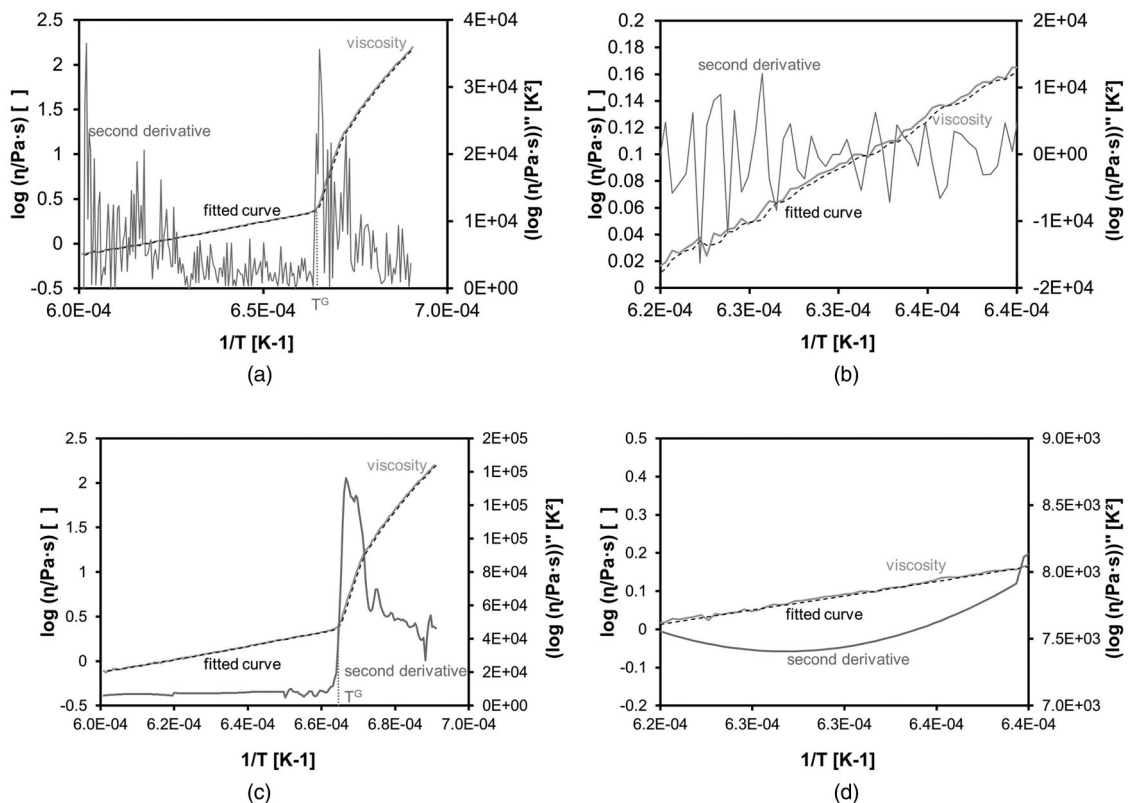 2.5
2
1.5
1
0.5
0
-0.5
log (η/Pa·s) [ ]
4E+04
3E+04
2E+04
1E+04
0E+00
(log (η/Pa·s))" [K²]
viscosity
second derivative
fitted curve
T^G
6.0E-04
6.5E-04
7.0E-04
1/T [K-1]
(a)
0.2
0.18
0.16
0.14
0.12
0.1
0.08
0.06
0.04
0.02
0
log (η/Pa·s) [ ]
2E+04
1E+04
0E+00
-1E+04
-2E+04
(log (η/Pa·s))" [K²]
second derivative
viscosity
fitted curve
6.2E-04
6.3E-04
6.3E-04
6.4E-04
6.4E-04
1/T [K-1]
(b)
2.5
2
1.5
1
0.5
0
-0.5
log (η/Pa·s) [ ]
2E+05
1E+05
1E+05
1E+05
8E+04
6E+04
4E+04
2E+04
0E+00
(log (η/Pa·s))" [K²]
viscosity
fitted curve
second derivative
T^G
6.0E-04
6.2E-04
6.4E-04
6.6E-04
6.8E-04
7.0E-04
1/T [K-1]
(c)
0.5
0.4
0.3
0.2
0.1
0
-0.1
-0.2
log (η/Pa·s) [ ]
9.0E+03
8.5E+03
8.0E+03
7.5E+03
7.0E+03
(log (η/Pa·s))" [K²]
viscosity
fitted curve
second derivative
6.2E-04
6.3E-04
6.3E-04
6.4E-04
6.4E-04
1/T [K-1]
(d)